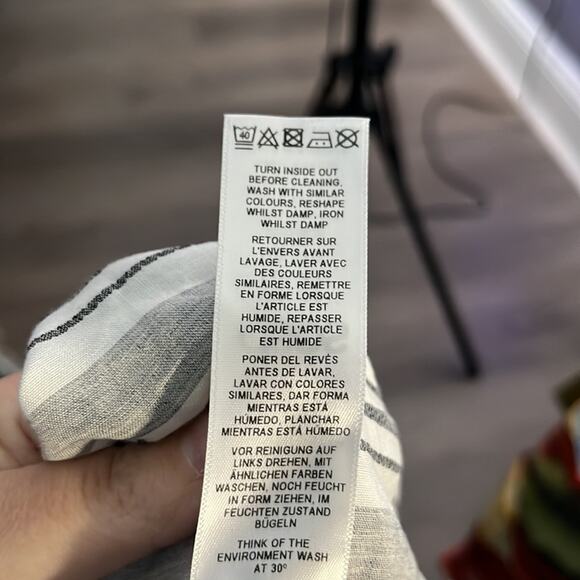 40
TURN INSIDE OUT
BEFORE CLEANING,
WASH WITH SIMILAR
COLOURS, RESHAPE
WHILST DAMP, IRON
WHILST DAMP
RETOURNER SUR
L'ENVERS AVANT
LAVAGE, LAVER AVEC
DES COULEURS
SIMILAIRES, REMETTRE
EN FORME LORSQUE
L'ARTICLE EST
HUMIDE, REPASSER
LORSQUE L'ARTICLE
EST HUMIDE
PONER DEL REVÉS
ANTES DE LAVAR,
LAVAR CON COLORES
SIMILARES, DAR FORMA
MIENTRAS ESTÁ
HÚMEDO, PLANCHAR
MIENTRAS ESTÁ HÚMEDO
VOR REINIGUNG AUF
LINKS DREHEN, MIT
ÄHNLICHEN FARBEN
WASCHEN, NOCH FEUCHT
IN FORM ZIEHEN, IM
FEUCHTEN ZUSTAND
BÜGELN
THINK OF THE
ENVIRONMENT WASH
AT 30°